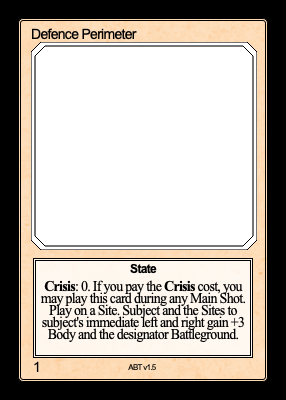 Defence Perimeter
State
Crisis: 0. If you pay the Crisis cost, you
may play this card during any Main Shot.
Play on a Site. Subject and the Sites to
subject's immediate left and right gain +3
Body and the designator Battleground.
1
ABT v1.5